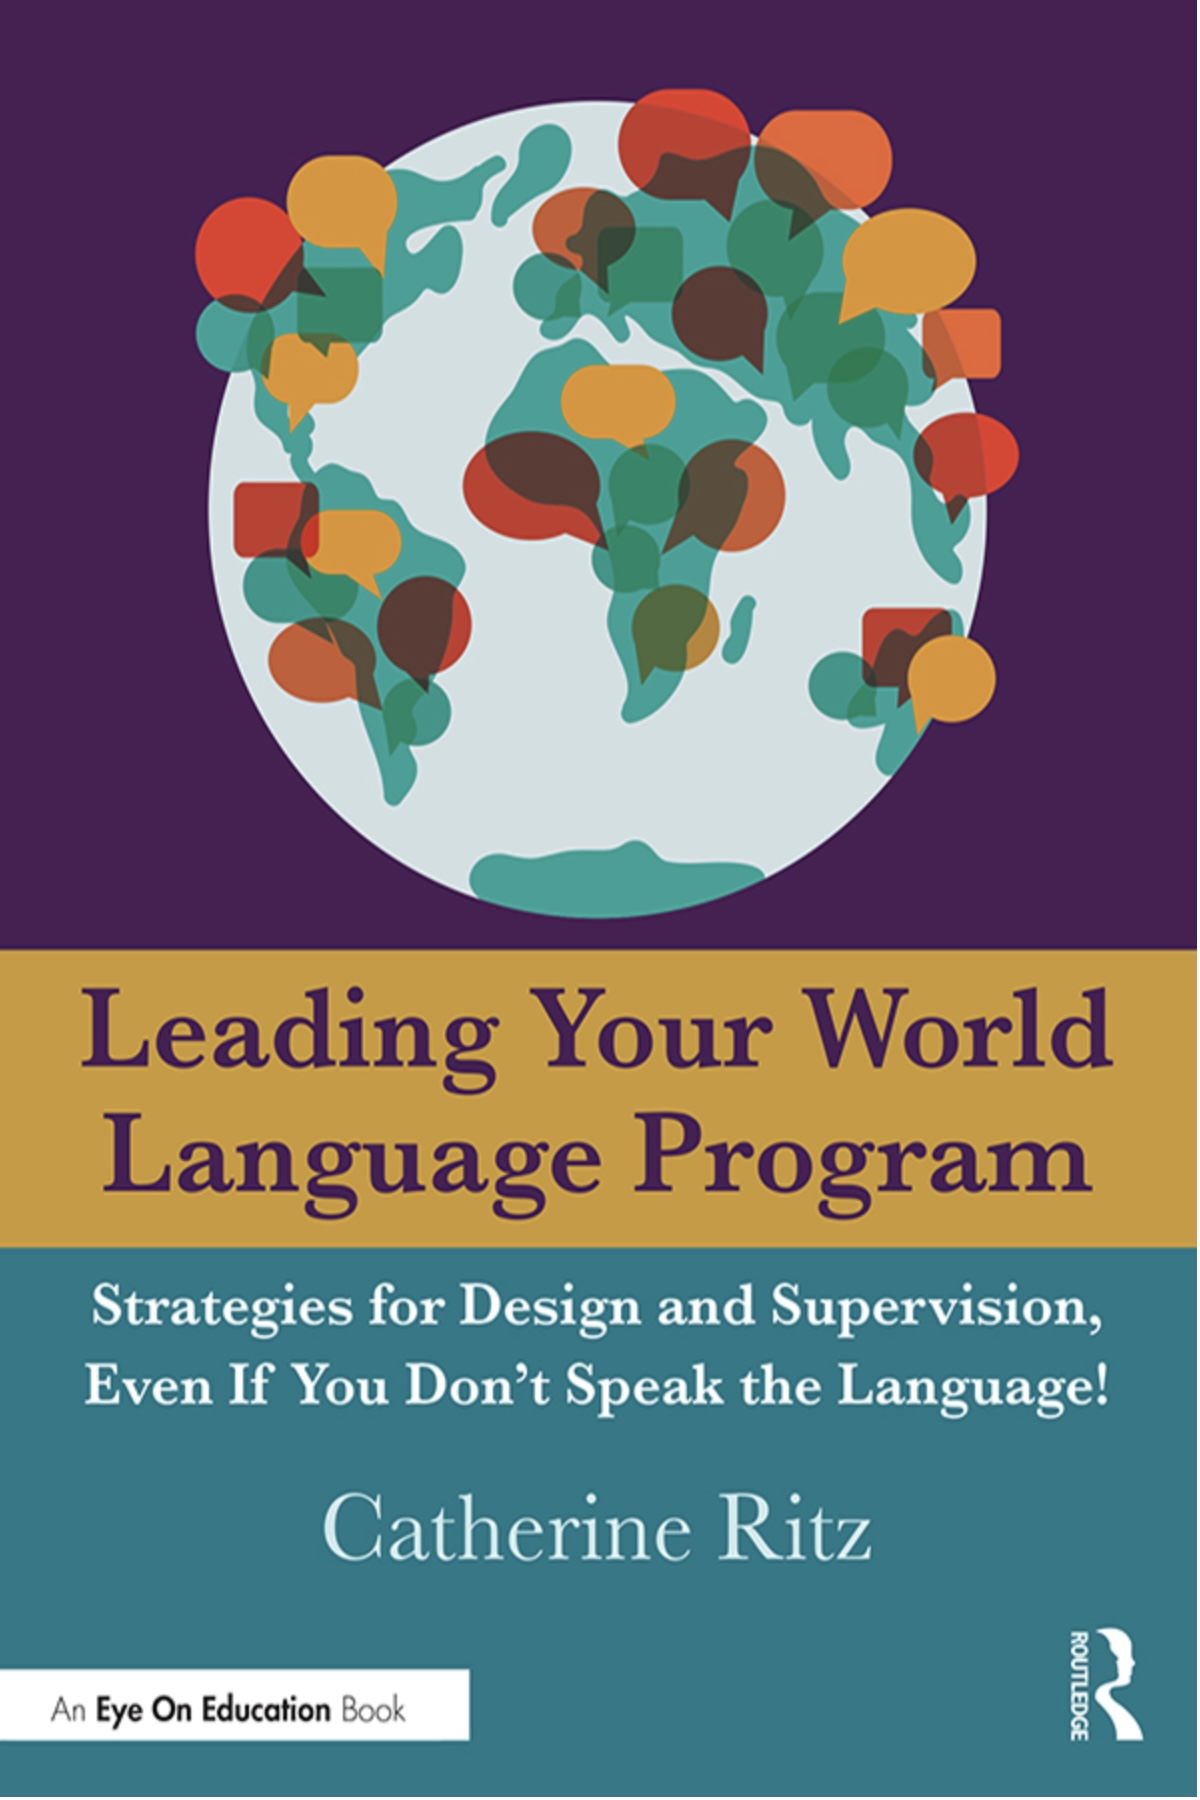 Leading Your World
Language Program
Strategies for Design and Supervision,
Even If You Don’t Speak the Language!
Catherine Ritz
ROUTLEDGE
An Eye On Education Book